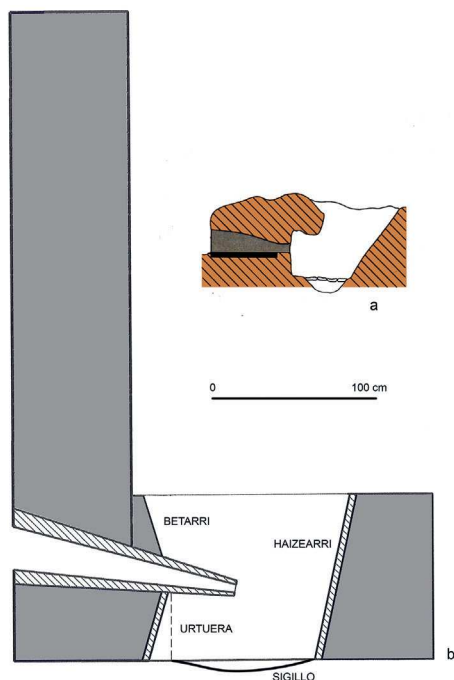 a
0 100 cm
BETARRI
HAIZEARRI
URTUERA
b
SIGILLO